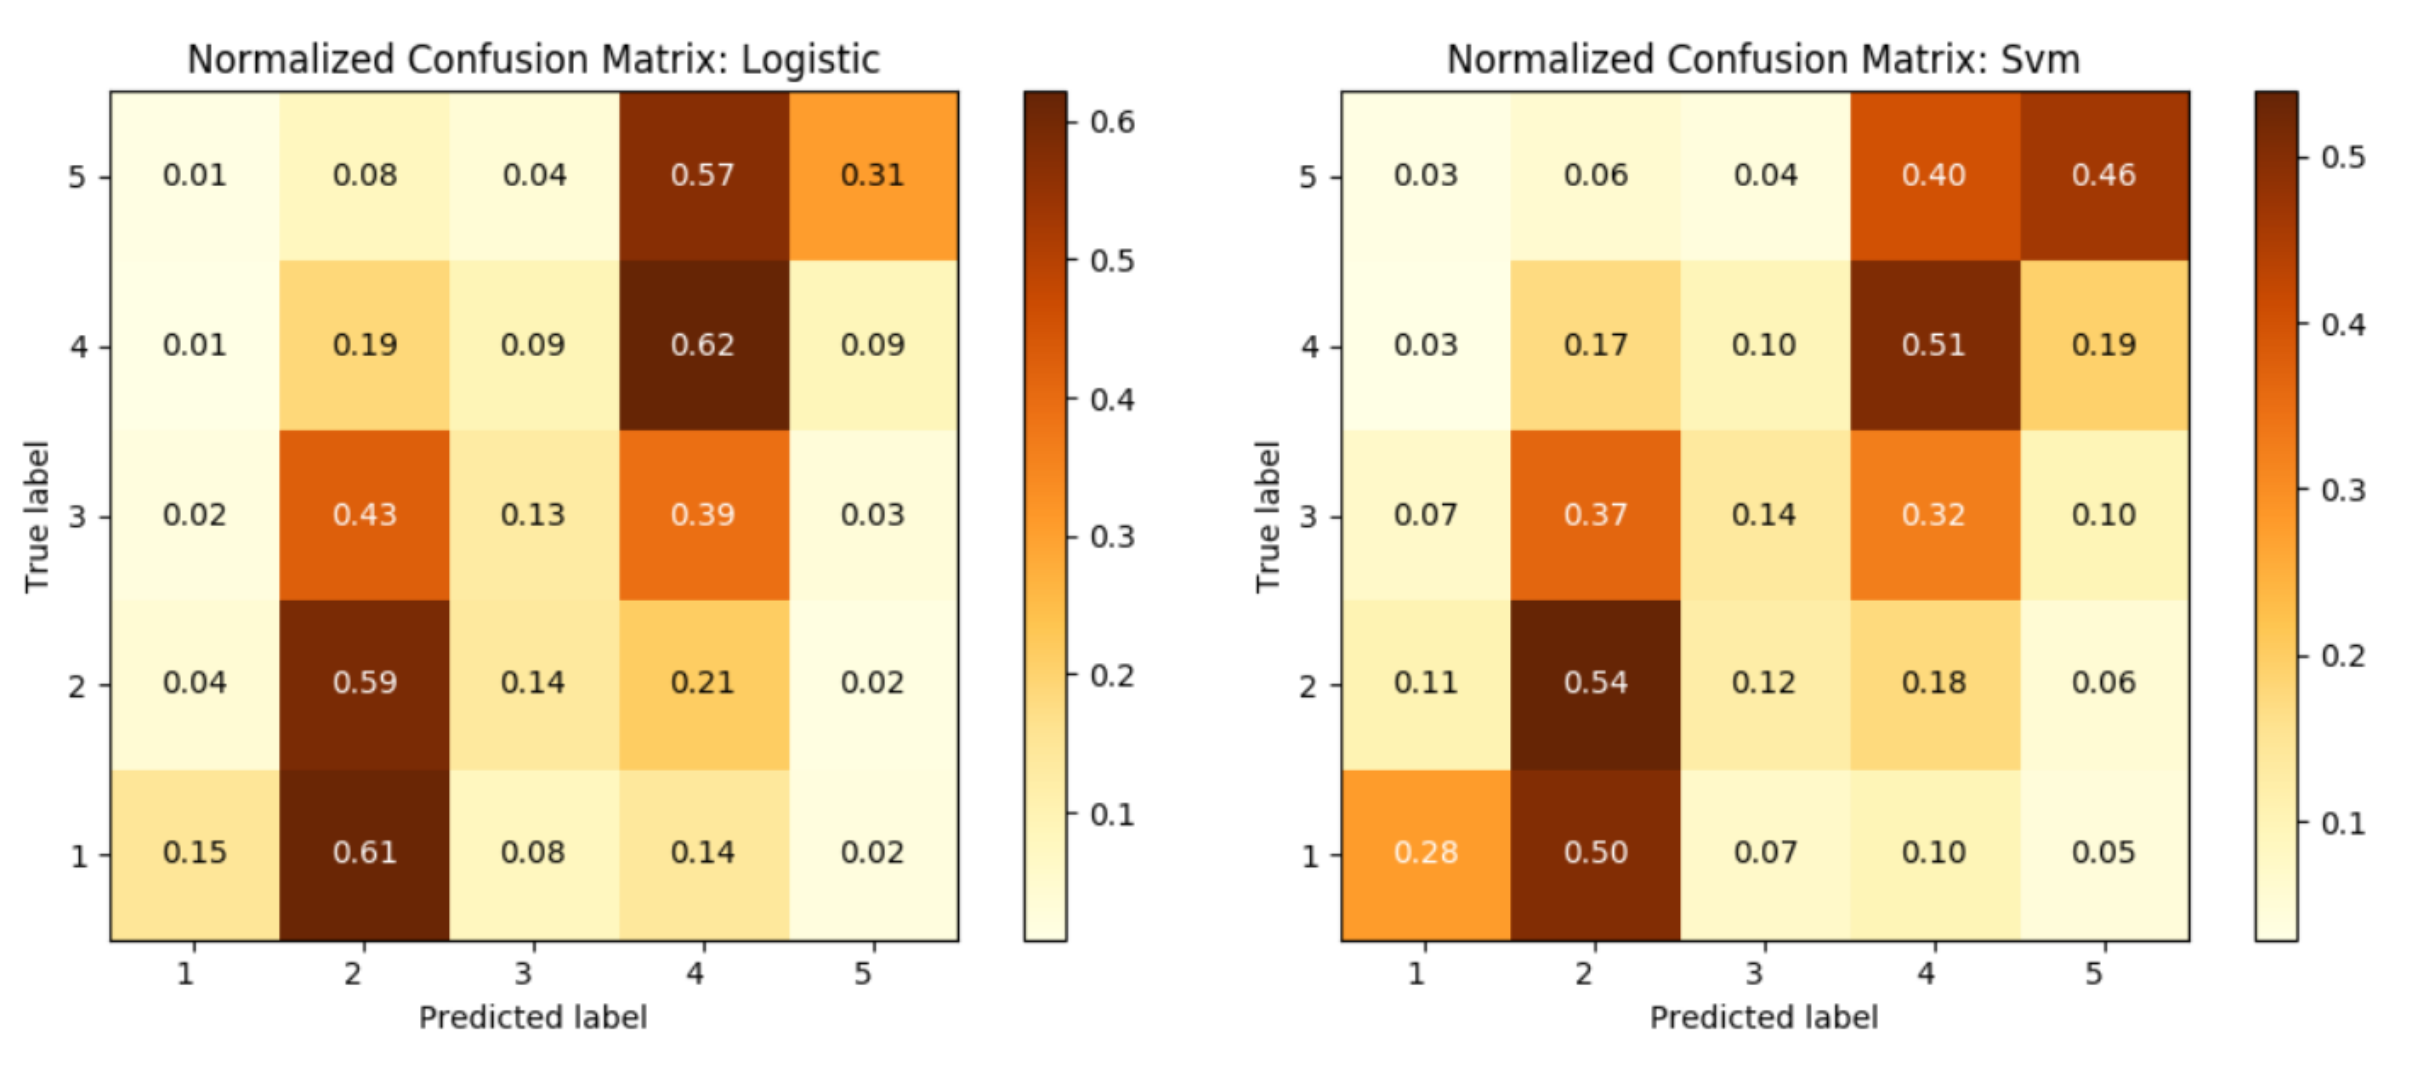 Normalized Confusion Matrix: Logistic
5 0.01 0.08 0.04 0.57 0.31
4 0.01 0.19 0.09 0.62 0.09
3 0.02 0.43 0.13 0.39 0.03
2 0.04 0.59 0.14 0.21 0.02
1 0.15 0.61 0.08 0.14 0.02
1 2 3 4 5
True label
Predicted label
0.6
0.5
0.4
0.3
0.2
0.1
Normalized Confusion Matrix: Svm
5 0.03 0.06 0.04 0.40 0.46
4 0.03 0.17 0.10 0.51 0.19
3 0.07 0.37 0.14 0.32 0.10
2 0.11 0.54 0.12 0.18 0.06
1 0.28 0.50 0.07 0.10 0.05
1 2 3 4 5
True label
Predicted label
0.5
0.4
0.3
0.2
0.1